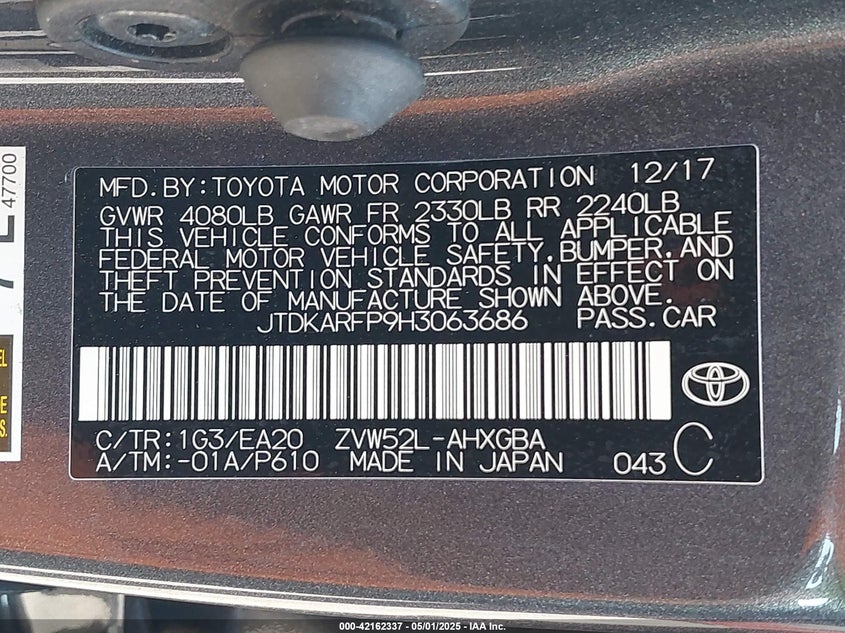 47700
MFD.BY:TOYOTA MOTOR CORPORATION 12/17
GVWR 4080LB GAWR FR 2330LB RR 2240LB
THIS VEHICLE CONFORMS TO ALL APPLICABLE
FEDERAL MOTOR VEHICLE SAFETY,BUMPER,AND
THEFT PREVENTION STANDARDS IN EFFECT ON
THE DATE OF MANUFACTURE SHOWN ABOVE.
JTDKARFP9H3063686 PASS.CAR
C/TR:1G3/EA20 ZVW52L-AHXGBA
A/TM:-01A/P610 MADE IN JAPAN 043 C
000-42162337 - 05/01/2025 - IAA Inc.